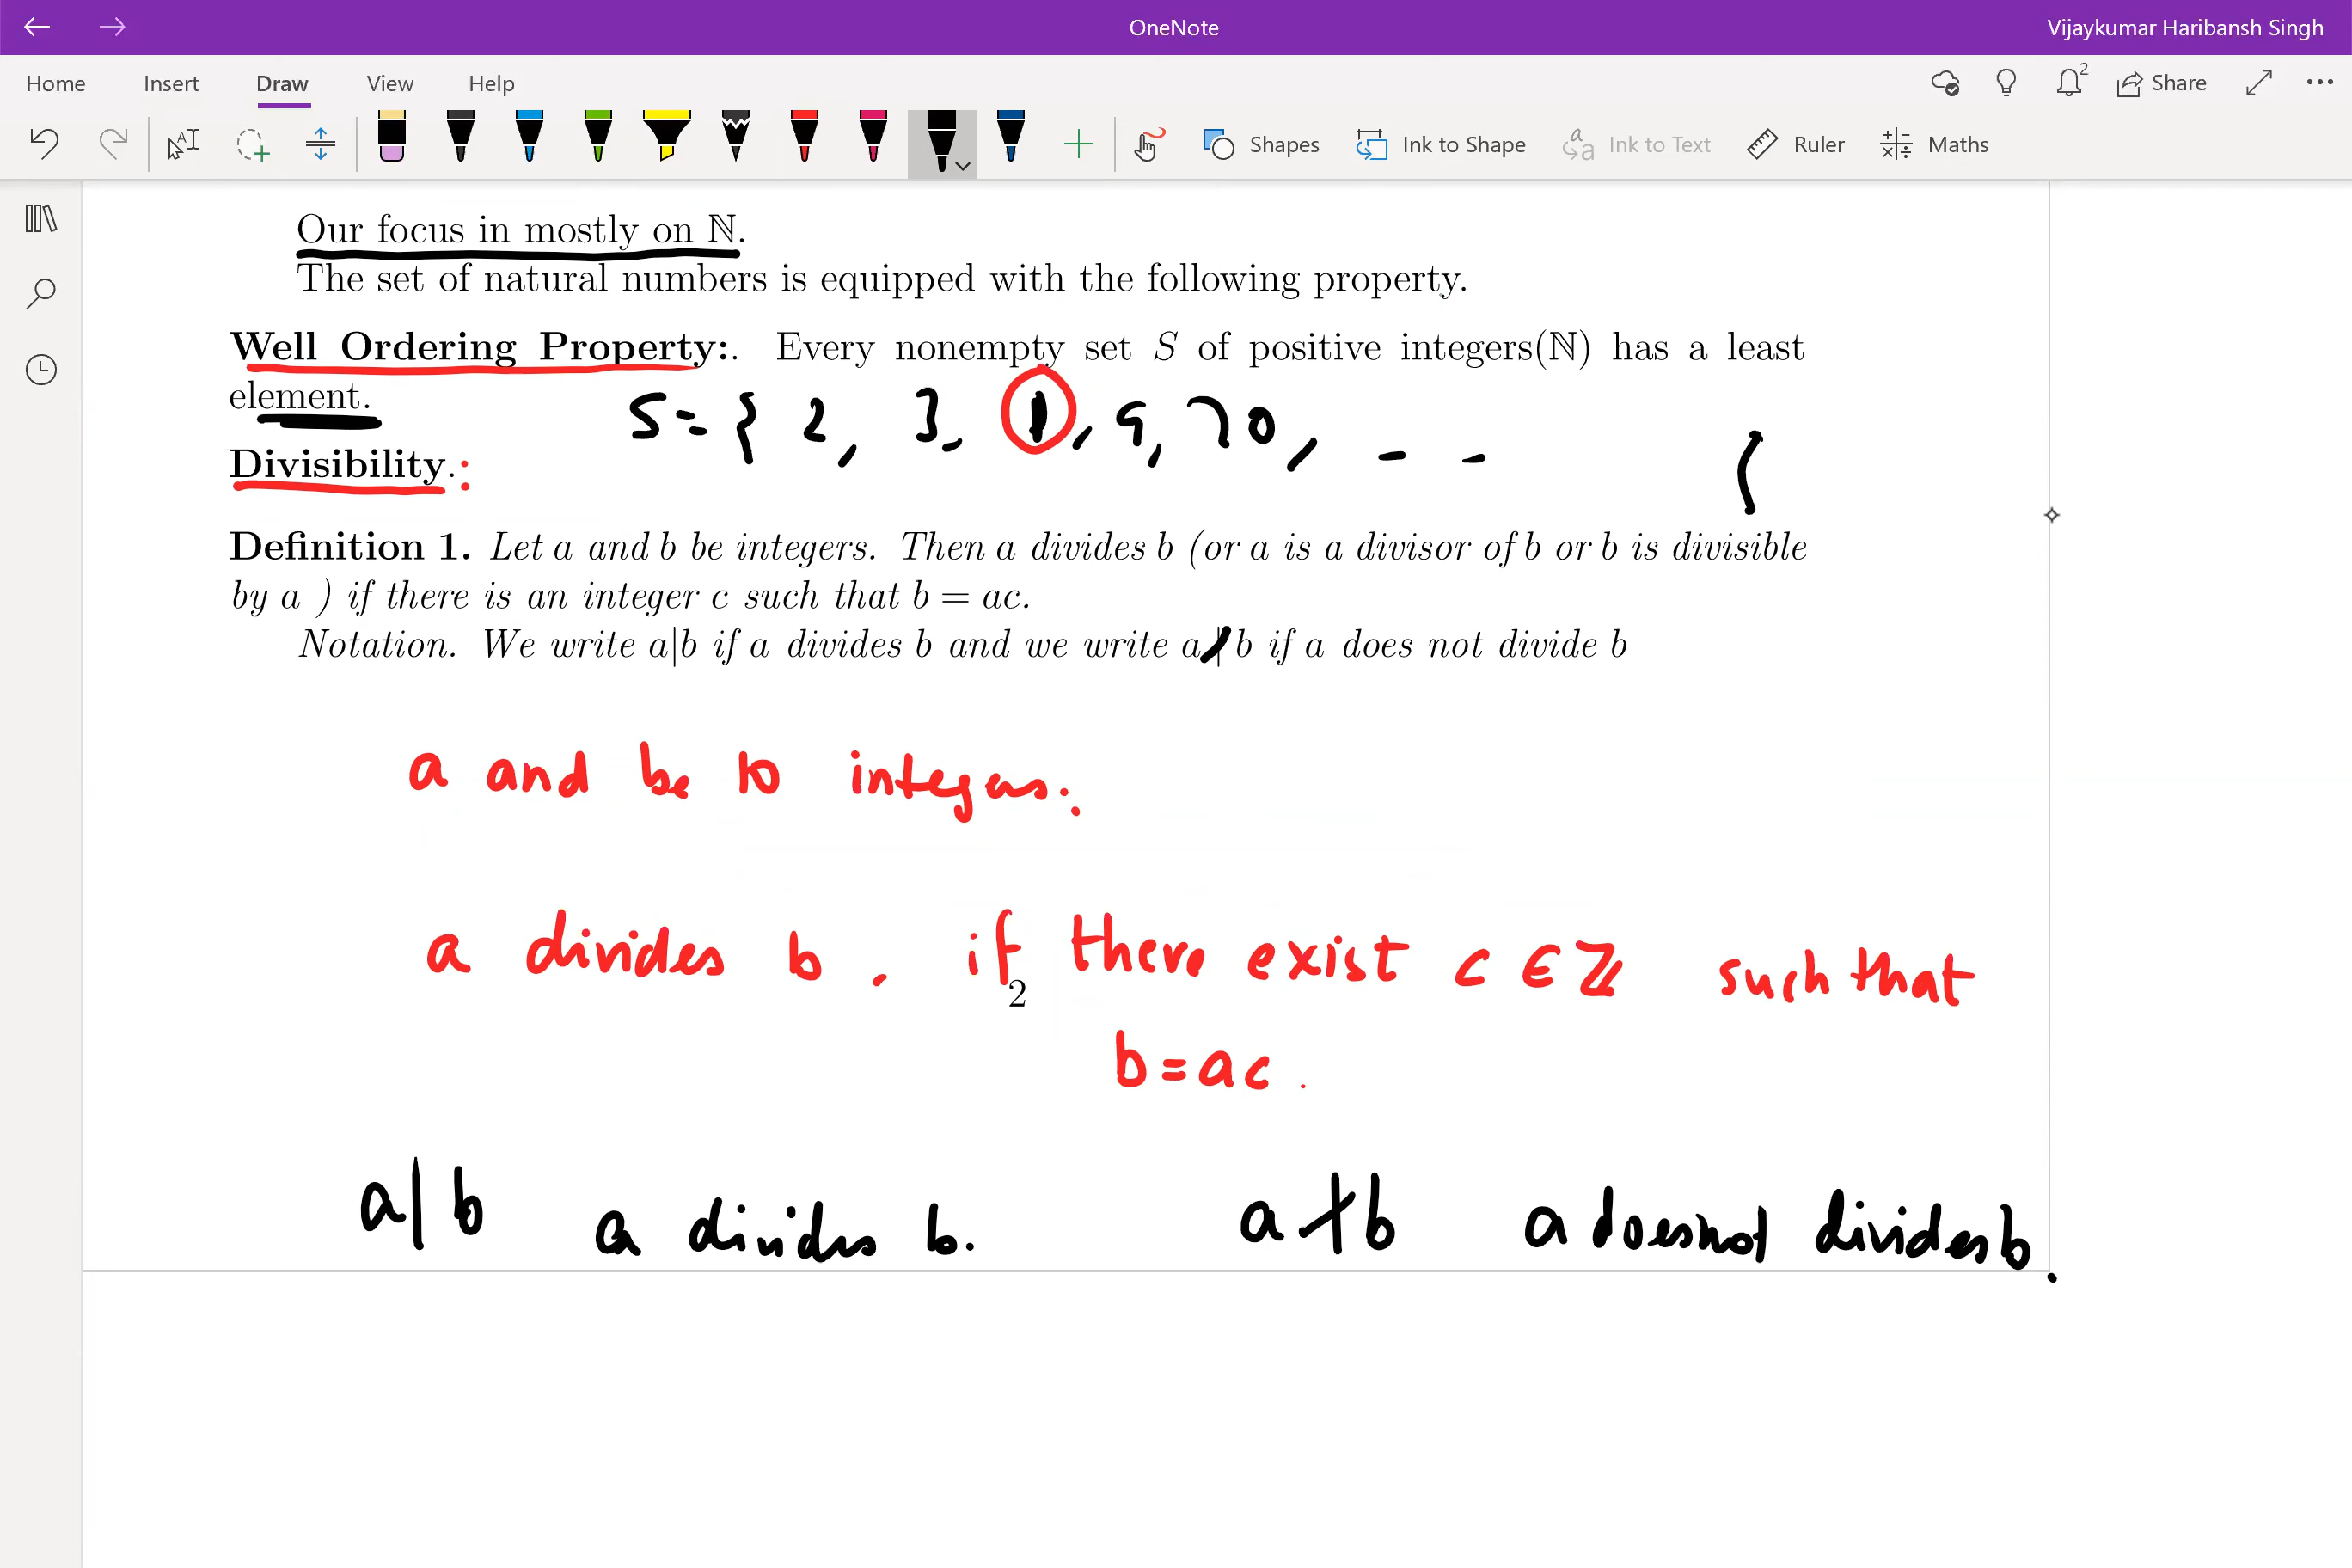 OneNote
Vijaykumar Haribansh Singh
Home Insert Draw View Help
2 Share
Shapes Ink to Shape Ink to Text Ruler Maths
Our focus in mostly on ℕ.
The set of natural numbers is equipped with the following property.
Well Ordering Property:. Every nonempty set S of positive integers(ℕ) has a least
element.
S = { 2, 3, 1, 9, 70, - -
Divisibility.:
Definition 1. Let a and b be integers. Then a divides b (or a is a divisor of b or b is divisible
by a ) if there is an integer c such that b = ac.
Notation. We write a|b if a divides b and we write a∤b if a does not divide b
a and be to integers.
a divides b . if there exist c ∈ ℤ such that
2
b = ac .
a|b a divides b. a∤b a does not divides b.